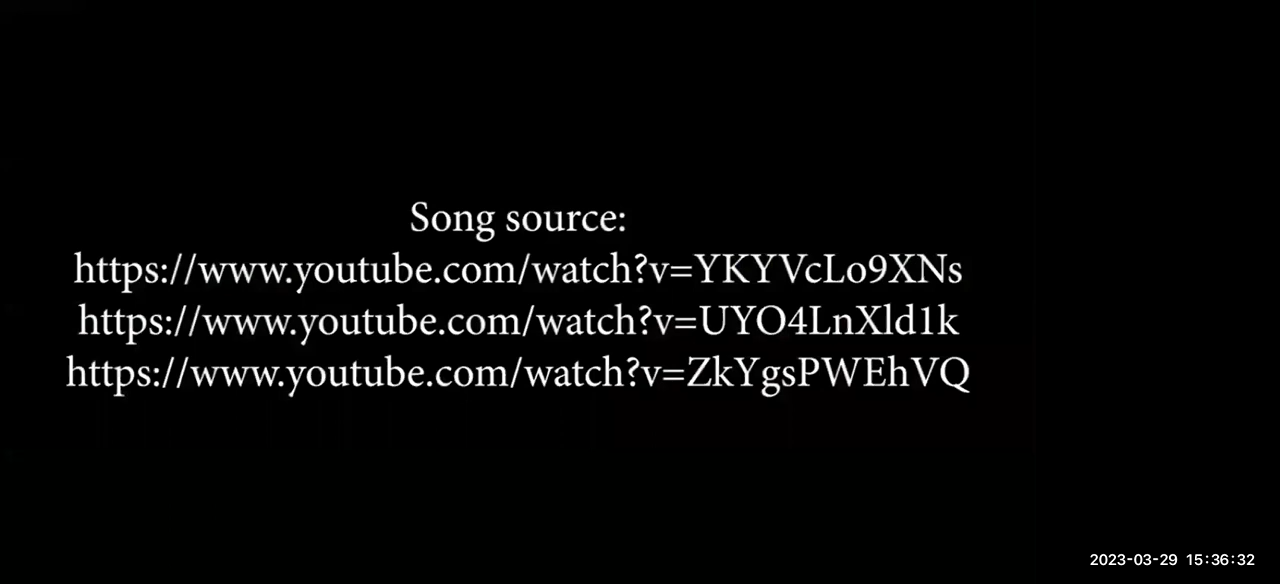 Song source:
https://www.youtube.com/watch?v=YKYVcLo9XNs
https://www.youtube.com/watch?v=UYO4LnXld1k
https://www.youtube.com/watch?v=ZkYgsPWEhVQ
2023-03-29 15:36:32